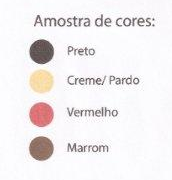 Amostra de cores:
Preto
Creme/ Pardo
Vermelho
Marrom